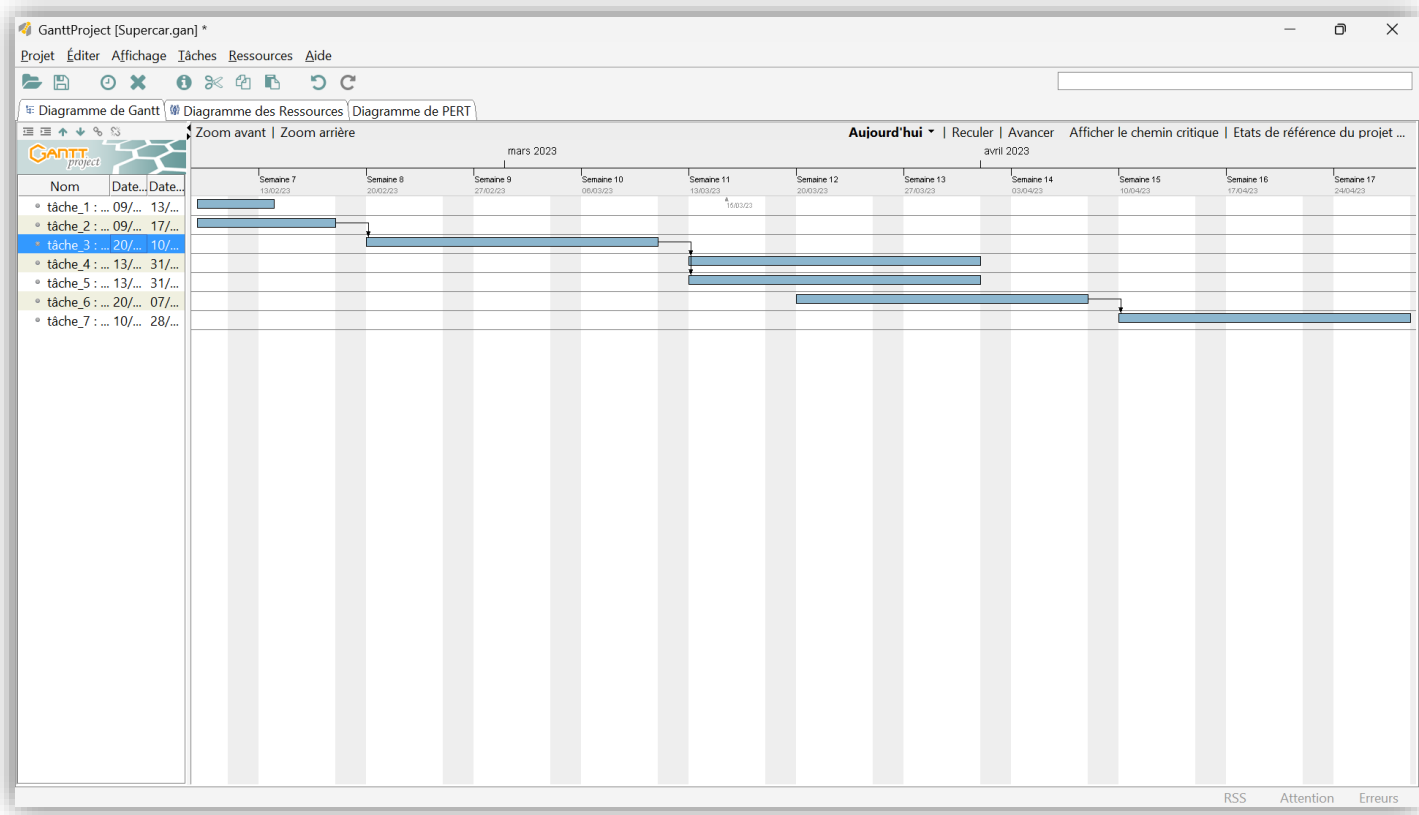 GanttProject [Supercar.gan] *
Projet Éditer Affichage Tâches Ressources Aide
Diagramme de Gantt Diagramme des Ressources Diagramme de PERT
Zoom avant | Zoom arrière Aujourd'hui | Reculer | Avancer Afficher le chemin critique | Etats de référence du projet ...
GANTT project
mars 2023 avril 2023
Nom Date... Date...
Semaine 7 Semaine 8 Semaine 9 Semaine 10 Semaine 11 Semaine 12 Semaine 13 Semaine 14 Semaine 15 Semaine 16 Semaine 17
13/02/23 20/02/23 27/02/23 06/03/23 13/03/23 20/03/23 27/03/23 03/04/23 10/04/23 17/04/23 24/04/23
tâche_1 : ... 09/... 13/...
15/03/23
tâche_2 : ... 09/... 17/...
tâche_3 : ... 20/... 10/...
tâche_4 : ... 13/... 31/...
tâche_5 : ... 13/... 31/...
tâche_6 : ... 20/... 07/...
tâche_7 : ... 10/... 28/...
RSS Attention Erreurs